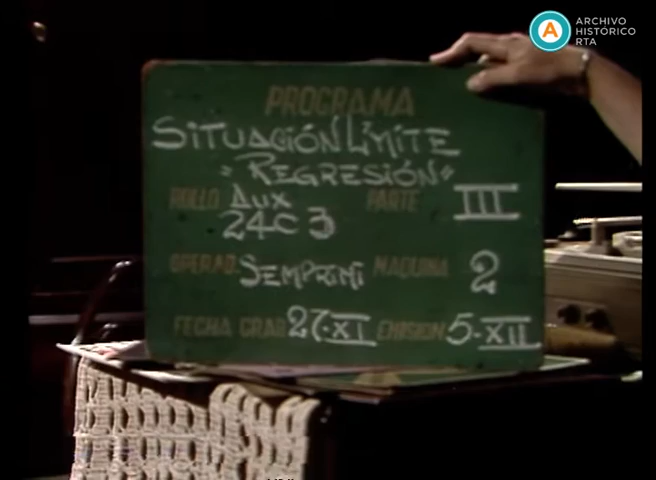 A
ARCHIVO
HISTÓRICO
RTA
PROGRAMA
SITUACIÓN LÍMITE
"REGRESIÓN"
ROLLO AUX PARTE III
24C 3
OPERAD. SEMPRINI MAQUINA 2
FECHA GRAB 27-XI EMISION 5-XII